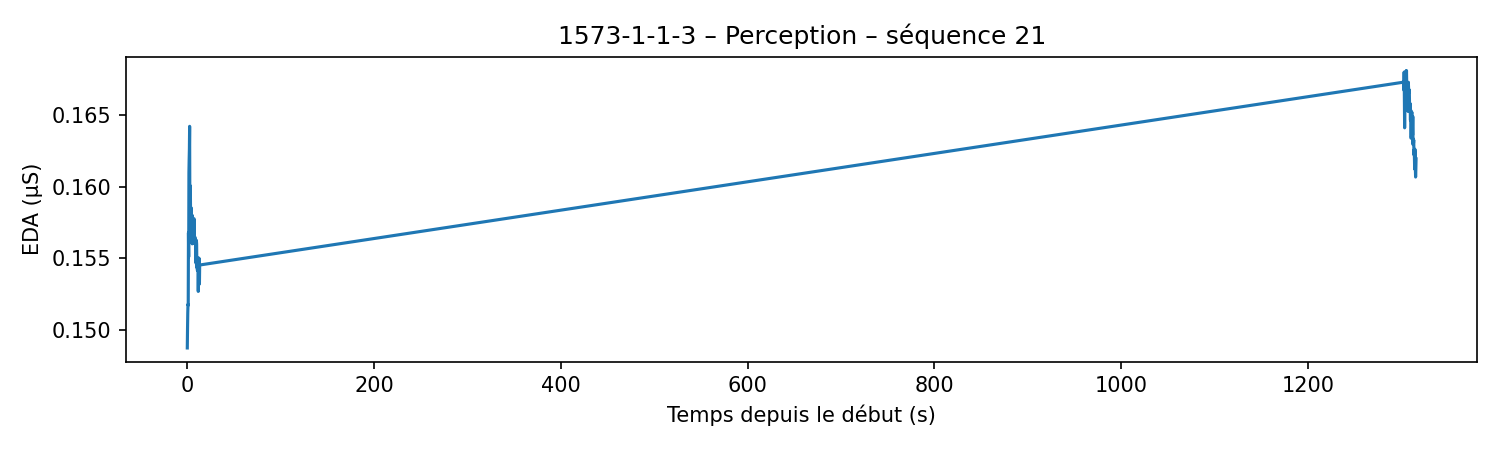 1573-1-1-3 – Perception – séquence 21
EDA (µS)
0.165
0.160
0.155
0.150
0 200 400 600 800 1000 1200
Temps depuis le début (s)